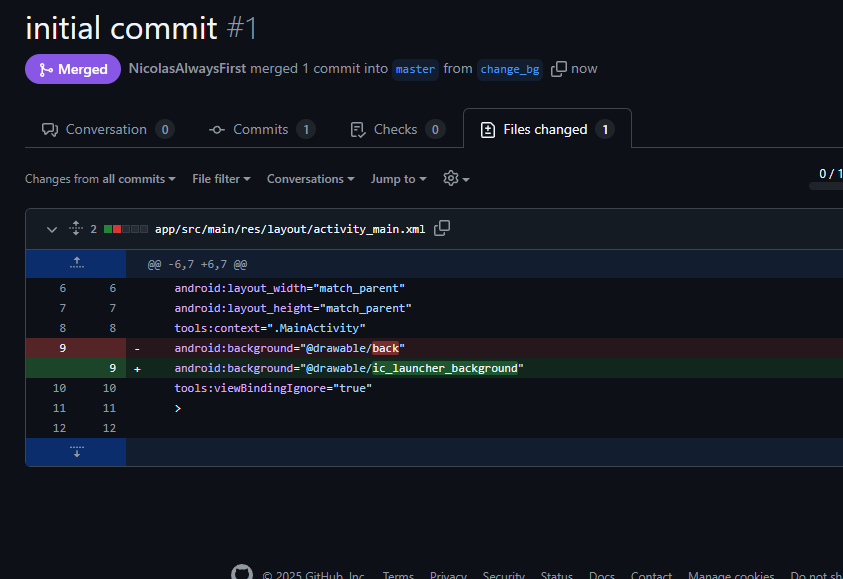 initial commit #1
Merged NicolasAlwaysFirst merged 1 commit into master from change_bg now
Conversation 0 Commits 1 Checks 0 Files changed 1
Changes from all commits File filter Conversations Jump to 0 / 1
2 app/src/main/res/layout/activity_main.xml
@@ -6,7 +6,7 @@
6 6 android:layout_width="match_parent"
7 7 android:layout_height="match_parent"
8 8 tools:context=".MainActivity"
9 - android:background="@drawable/back"
9 + android:background="@drawable/ic_launcher_background"
10 10 tools:viewBindingIgnore="true"
11 11 >
12 12
© 2025 GitHub, Inc. Terms Privacy Security Status Docs Contact Manage cookies Do not sh